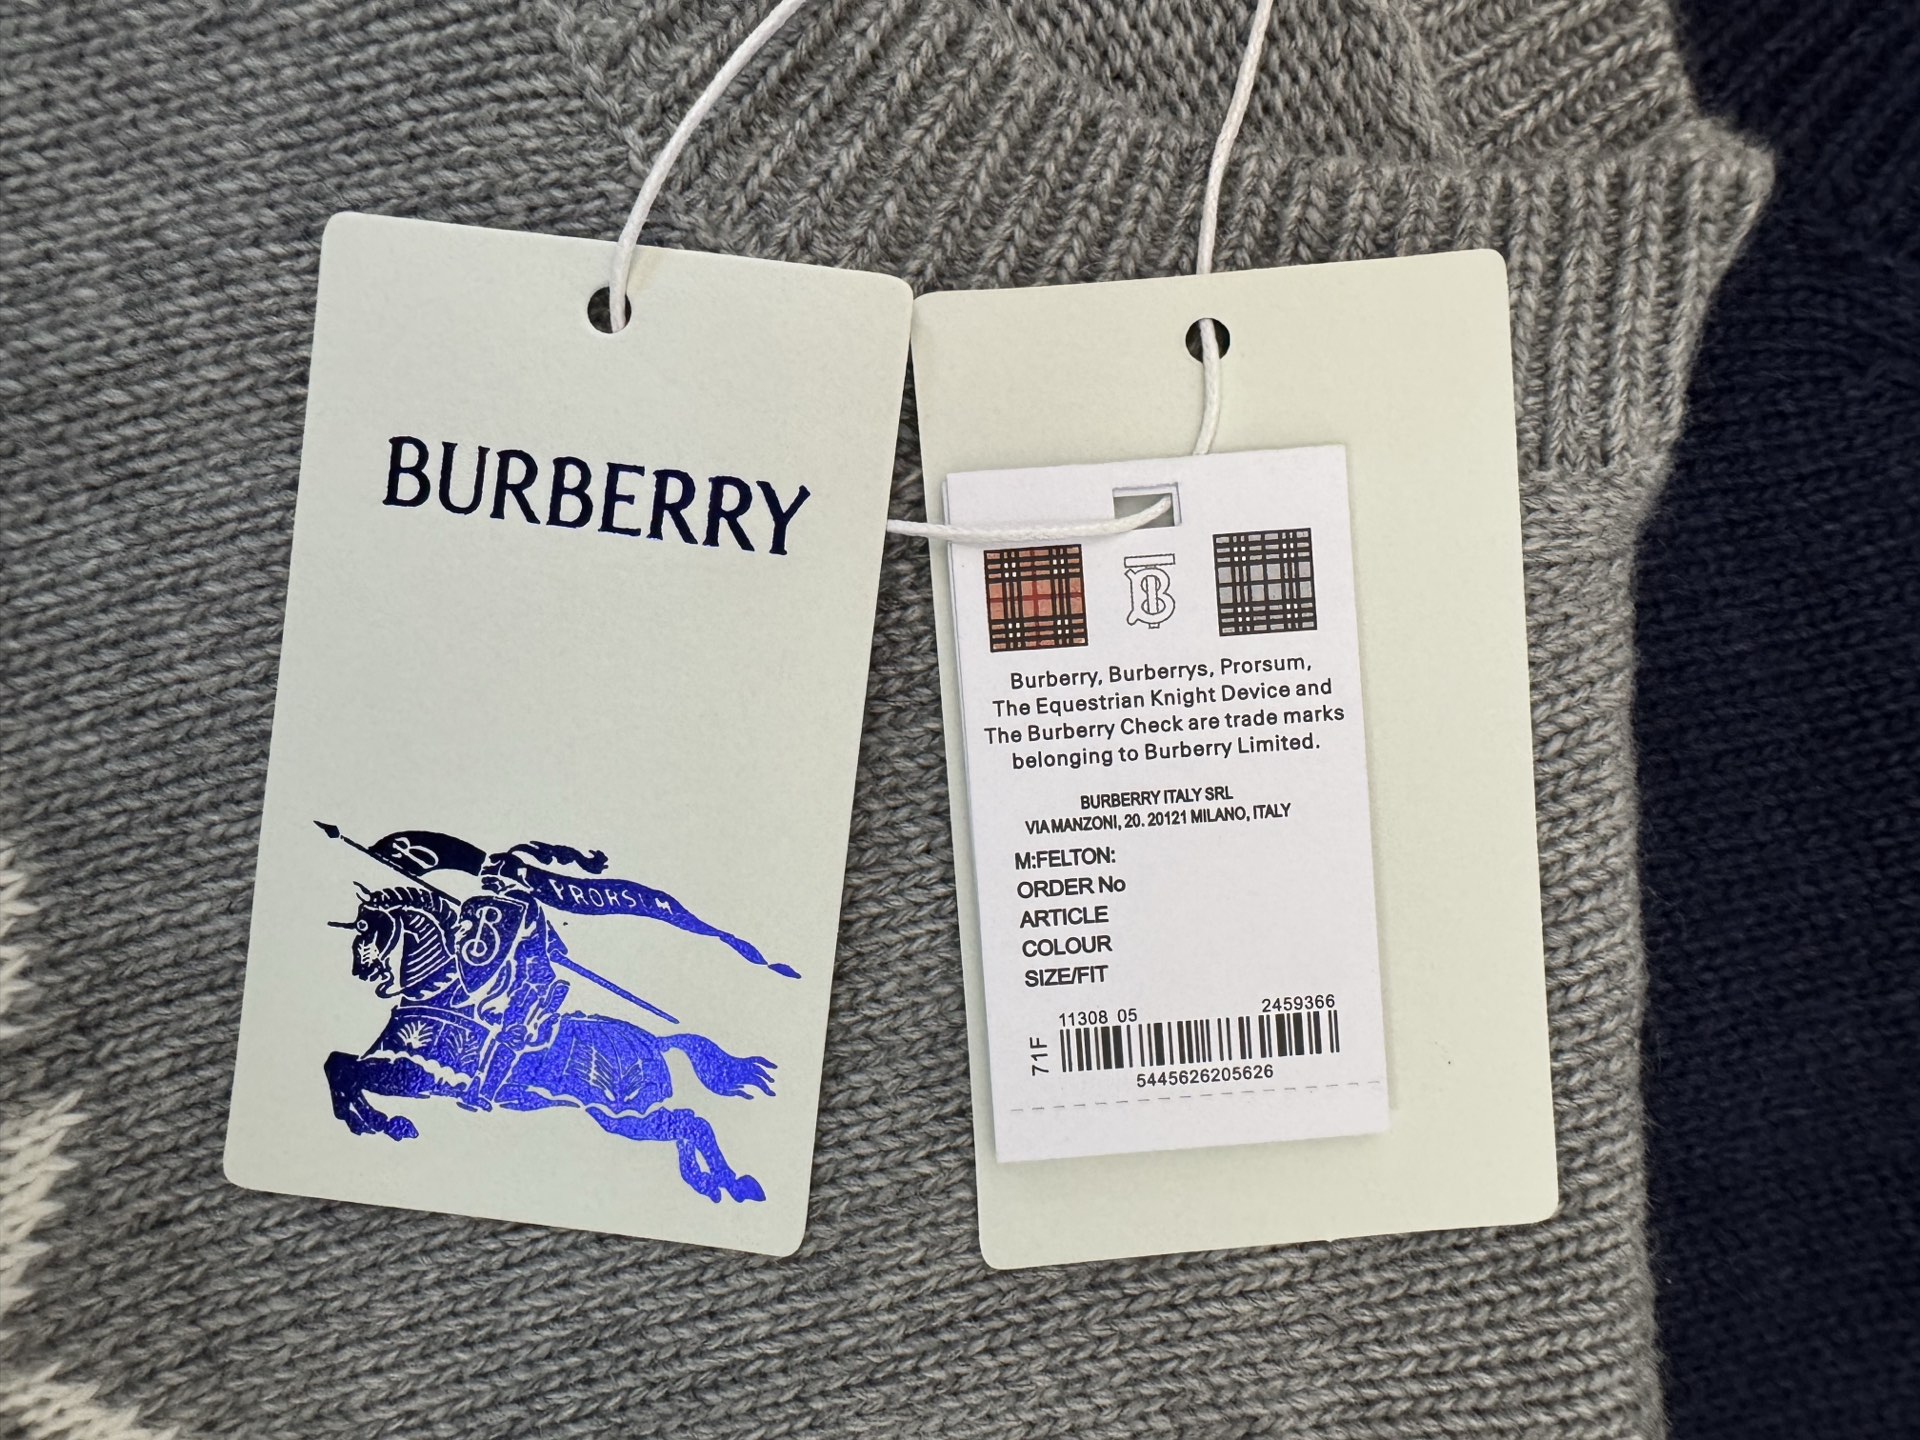 BURBERRY
B
PRORSUM
B
B
Burberry, Burberrys, Prorsum,
The Equestrian Knight Device and
The Burberry Check are trade marks
belonging to Burberry Limited.
BURBERRY ITALY SRL
VIA MANZONI, 20. 20121 MILANO, ITALY
M:FELTON:
ORDER No
ARTICLE
COLOUR
SIZE/FIT
11308 05 2459366
71F
5445626205626